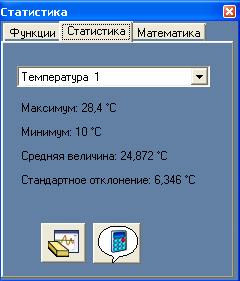 Статистика
Функции Статистика Математика
Температура 1
Максимум: 28,4 °C
Минимум: 10 °C
Средняя величина: 24,872 °C
Стандартное отклонение: 6,346 °C